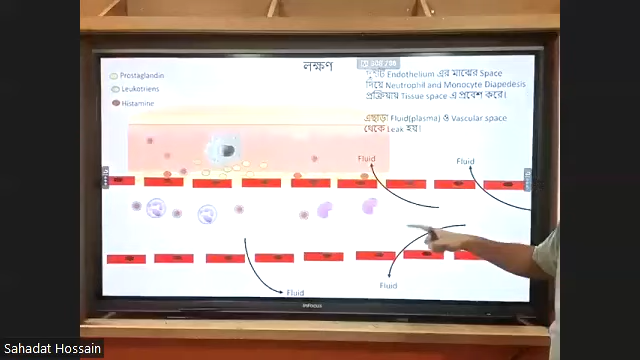 লক্ষণ
Prostaglandin
Leukotriens
Histamine
দুইটি Endothelium এর মাঝের Space
দিয়ে Neutrophil and Monocyte Diapedesis
প্রক্রিয়ায় Tissue space এ প্রবেশ করে।
এছাড়া Fluid(plasma) ও Vascular space
থেকে Leak হয়।
Fluid
Fluid
Fluid
Fluid
InFocus
Sahadat Hossain